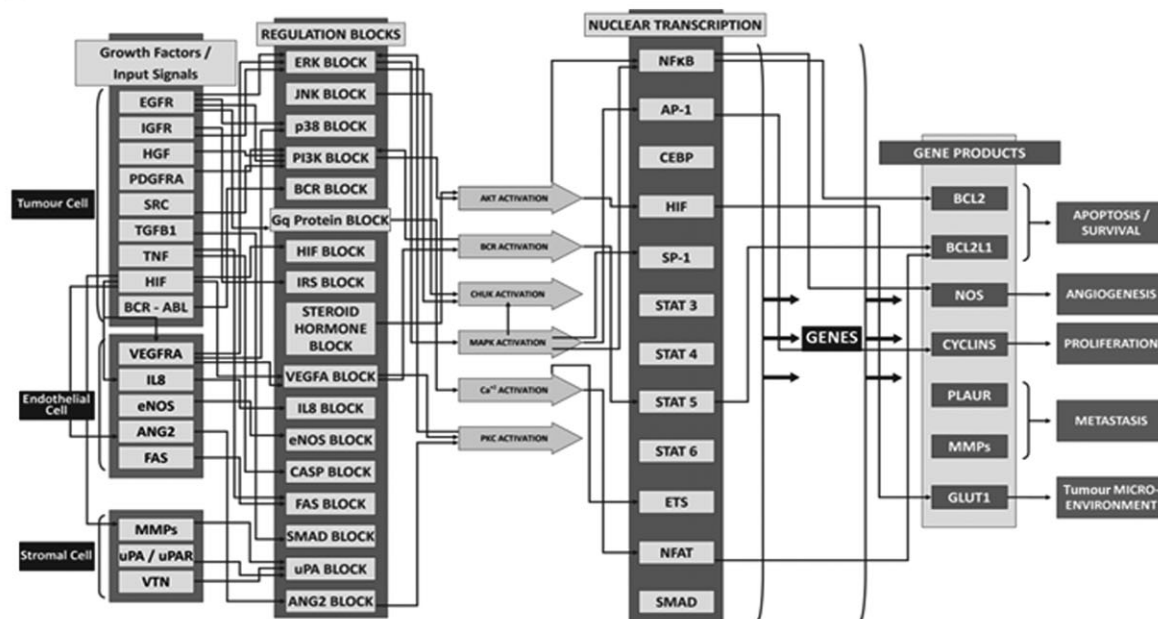 Growth Factors /
Input Signals
Tumour Cell
EGFR
IGFR
HGF
PDGFRA
SRC
TGFB1
TNF
HIF
BCR - ABL
Endothelial Cell
VEGFRA
IL8
eNOS
ANG2
FAS
Stromal Cell
MMPs
uPA / uPAR
VTN
REGULATION BLOCKS
ERK BLOCK
JNK BLOCK
p38 BLOCK
PI3K BLOCK
BCR BLOCK
Gq Protein BLOCK
HIF BLOCK
IRS BLOCK
STEROID
HORMONE
BLOCK
VEGFA BLOCK
IL8 BLOCK
eNOS BLOCK
CASP BLOCK
FAS BLOCK
SMAD BLOCK
uPA BLOCK
ANG2 BLOCK
AKT ACTIVATION
BCR ACTIVATION
CHUK ACTIVATION
MAPK ACTIVATION
Ca⁺² ACTIVATION
PKC ACTIVATION
NUCLEAR TRANSCRIPTION
NFκB
AP-1
CEBP
HIF
SP-1
STAT 3
STAT 4
STAT 5
STAT 6
ETS
NFAT
SMAD
GENES
GENE PRODUCTS
BCL2
BCL2L1
NOS
CYCLINS
PLAUR
MMPs
GLUT1
APOPTOSIS /
SURVIVAL
ANGIOGENESIS
PROLIFERATION
METASTASIS
Tumour MICRO-
ENVIRONMENT